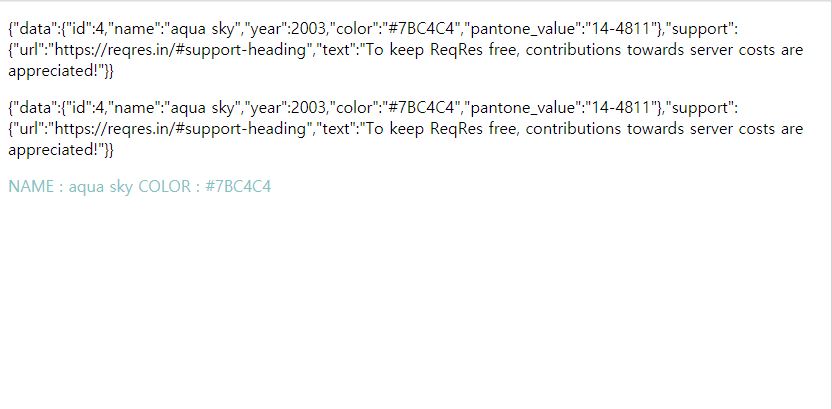 {"data":{"id":4,"name":"aqua sky","year":2003,"color":"#7BC4C4","pantone_value":"14-4811"},"support":
{"url":"https://reqres.in/#support-heading","text":"To keep ReqRes free, contributions towards server costs are
appreciated!"}}
{"data":{"id":4,"name":"aqua sky","year":2003,"color":"#7BC4C4","pantone_value":"14-4811"},"support":
{"url":"https://reqres.in/#support-heading","text":"To keep ReqRes free, contributions towards server costs are
appreciated!"}}
NAME : aqua sky COLOR : #7BC4C4